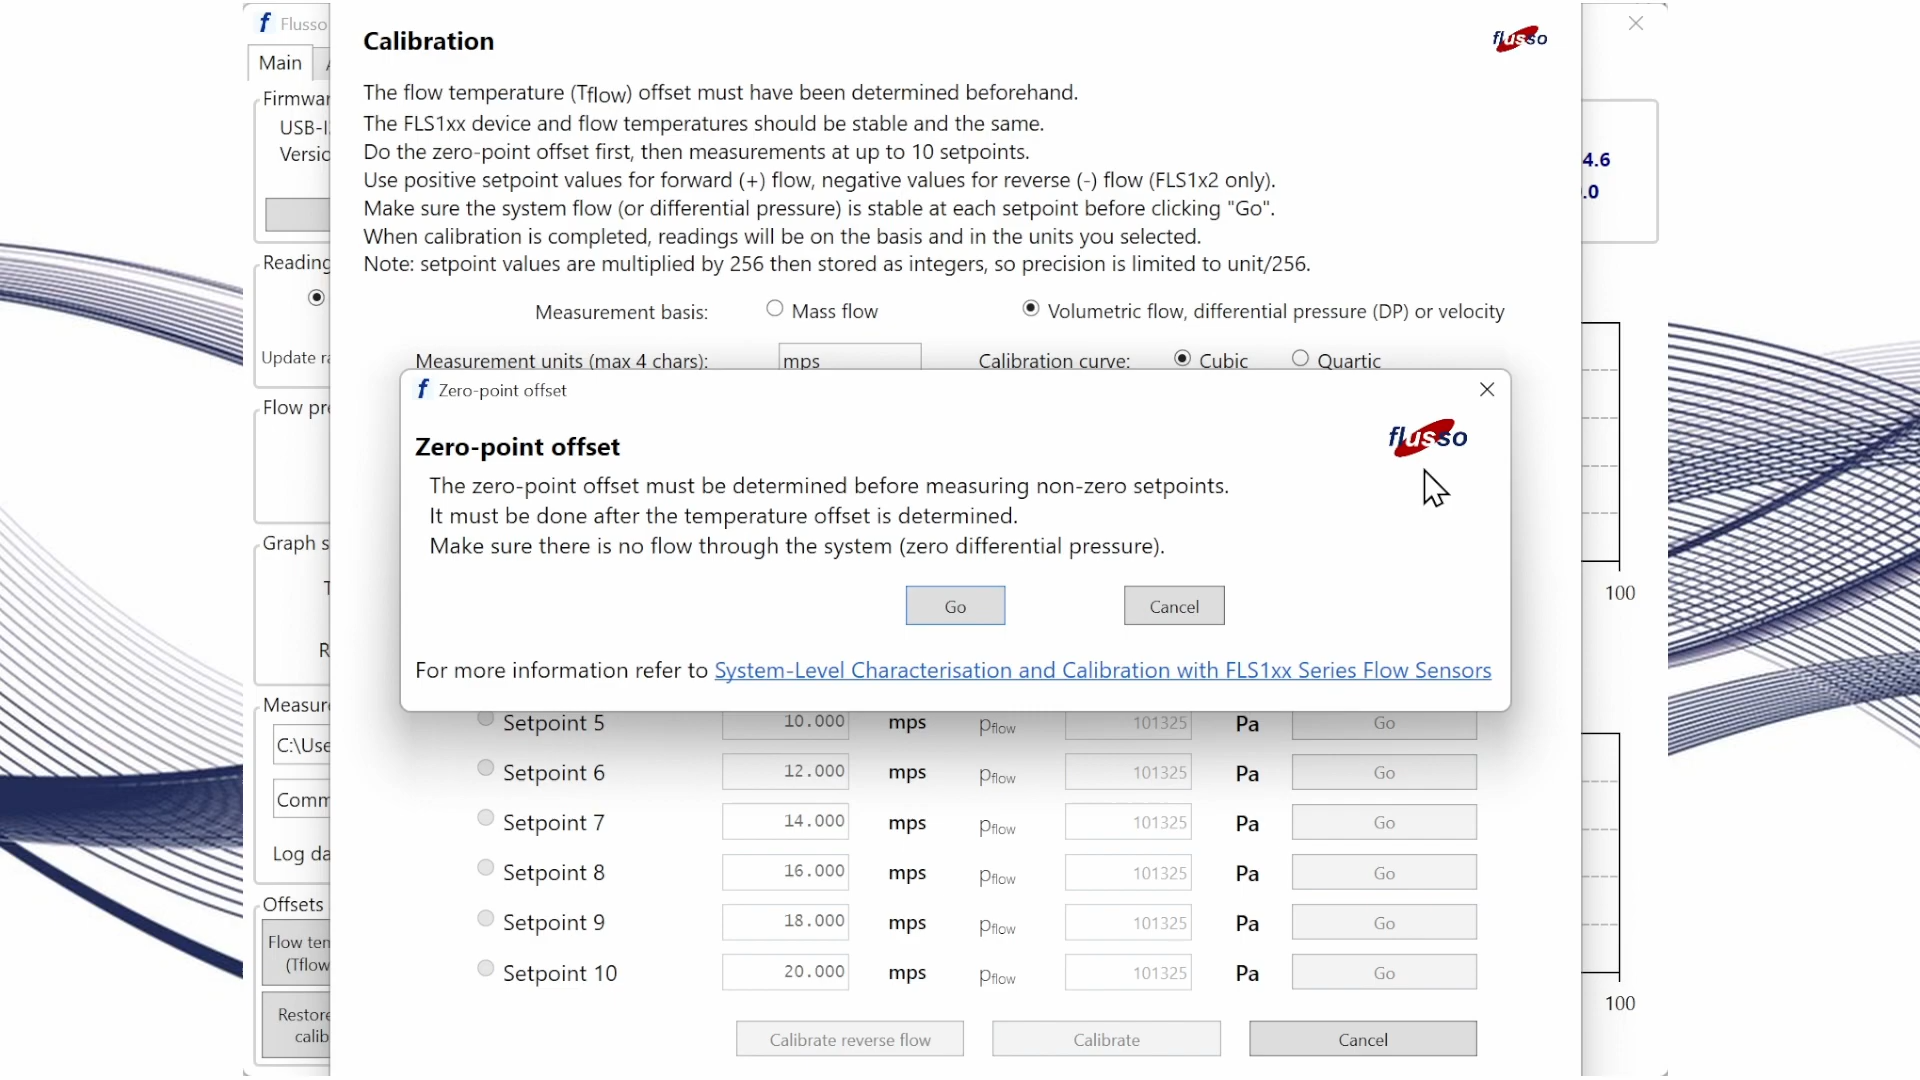 f Flusso
Calibration
flusso
Main
The flow temperature (Tflow) offset must have been determined beforehand.
Firmwar
The FLS1xx device and flow temperatures should be stable and the same.
USB-I
Do the zero-point offset first, then measurements at up to 10 setpoints.
Versio
4.6
Use positive setpoint values for forward (+) flow, negative values for reverse (-) flow (FLS1x2 only).
.0
Make sure the system flow (or differential pressure) is stable at each setpoint before clicking "Go".
When calibration is completed, readings will be on the basis and in the units you selected.
Reading
Note: setpoint values are multiplied by 256 then stored as integers, so precision is limited to unit/256.
Measurement basis: Mass flow Volumetric flow, differential pressure (DP) or velocity
Update ra
Measurement units (max 4 chars): mps Calibration curve: Cubic Quartic
f Zero-point offset
Flow pre
Zero-point offset
flusso
The zero-point offset must be determined before measuring non-zero setpoints.
It must be done after the temperature offset is determined.
Make sure there is no flow through the system (zero differential pressure).
Graph s
T
100
Go Cancel
R
For more information refer to System-Level Characterisation and Calibration with FLS1xx Series Flow Sensors
Measure
Setpoint 5 10.000 mps pflow 101325 Pa Go
C:\Use
Setpoint 6 12.000 mps pflow 101325 Pa Go
Comm
Setpoint 7 14.000 mps pflow 101325 Pa Go
Log da
Setpoint 8 16.000 mps pflow 101325 Pa Go
Offsets
Setpoint 9 18.000 mps pflow 101325 Pa Go
Flow ten
(Tflow
Setpoint 10 20.000 mps pflow 101325 Pa Go
100
Restore
calib
Calibrate reverse flow Calibrate Cancel